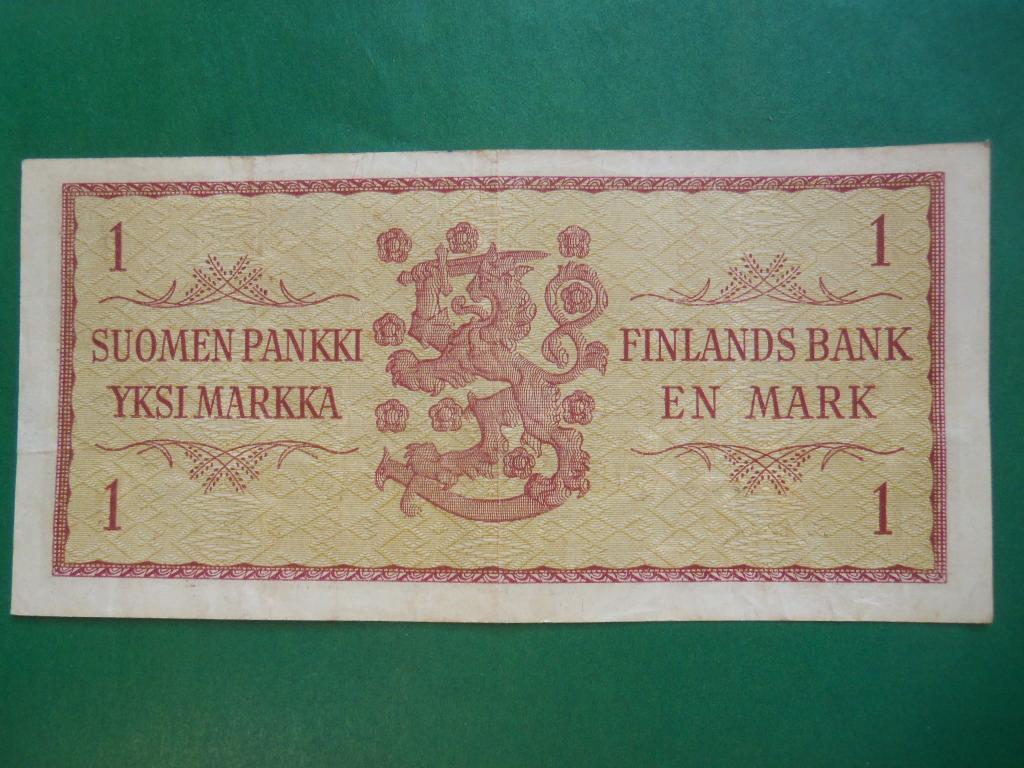 1
1
SUOMEN PANKKI
YKSI MARKKA
FINLANDS BANK
EN MARK
1
1